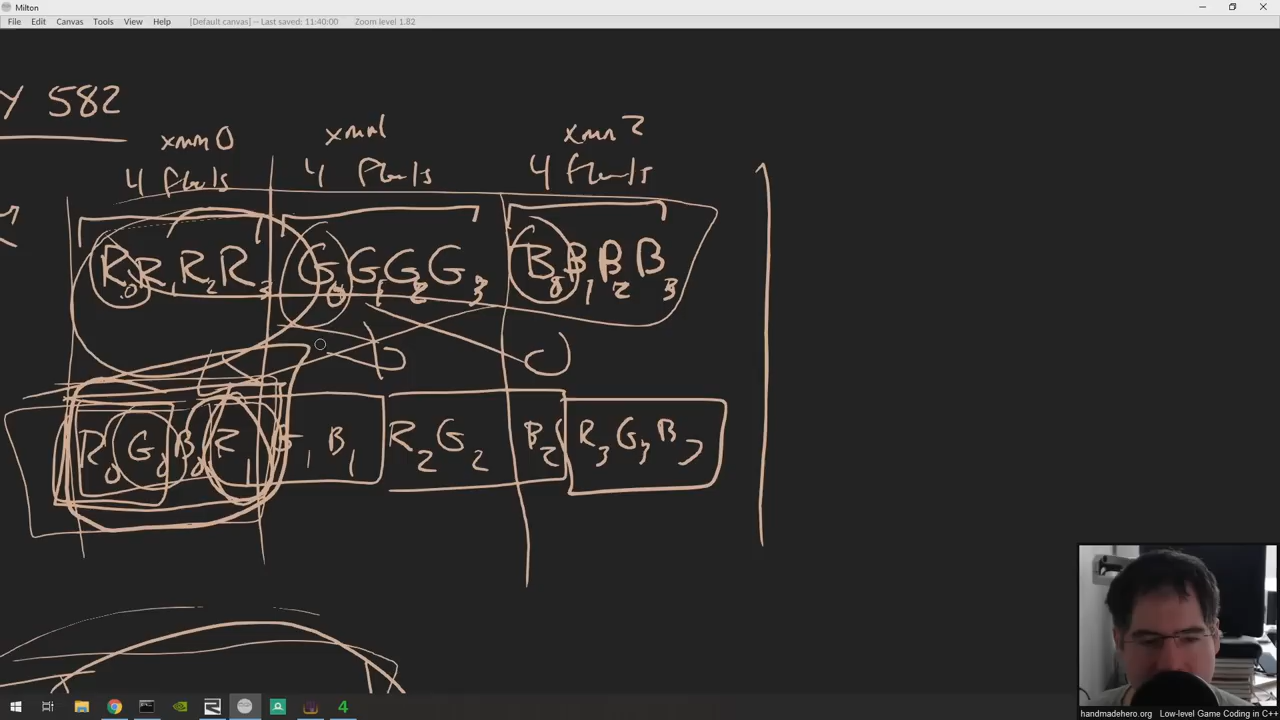 Milton
File Edit Canvas Tools View Help [Default canvas] -- Last saved: 11:40:00 Zoom level 1.82
Y 582
xmm0 xmm1 xmm2
4 floats 4 floats 4 floats
R0 R1 R2 R3 G0 G1 G2 G3 B0 B1 B2 B3
R0 G0 B0 R1 B1 R2 G2 B2 R3 G3 B3
4
handmadehero.org Low-level Game Coding in C++